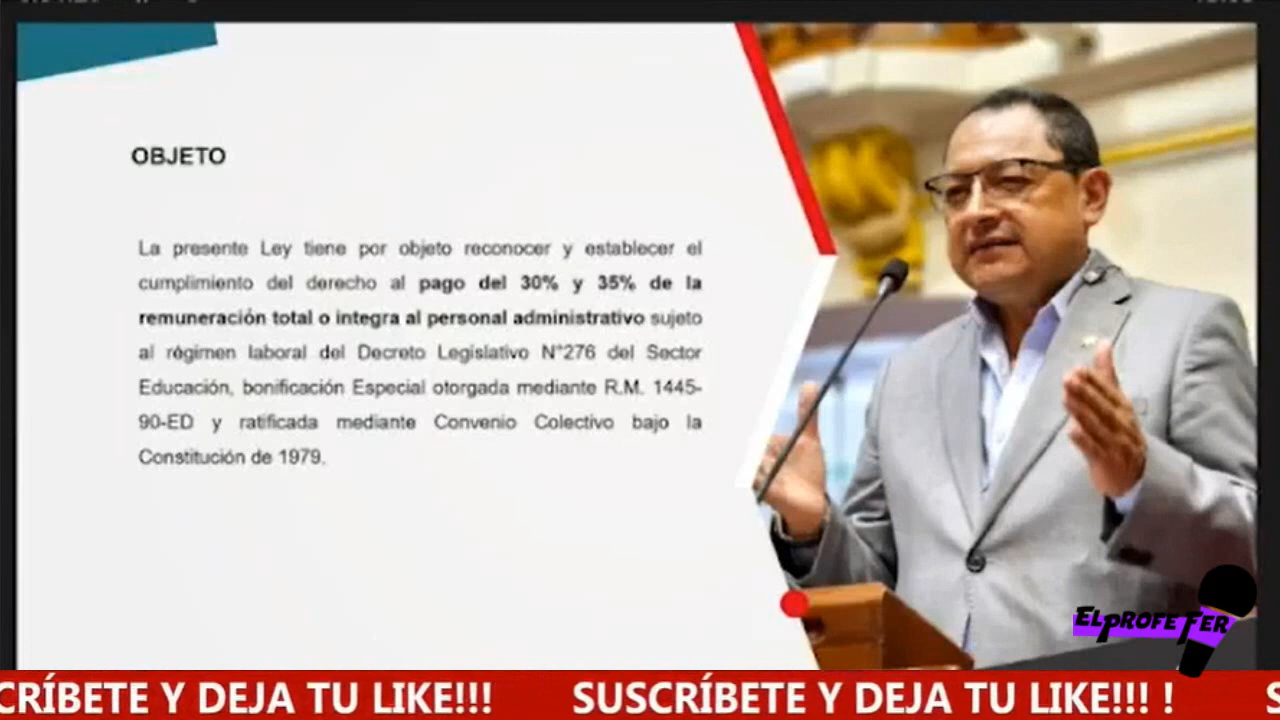 OBJETO
La presente Ley tiene por objeto reconocer y establecer el
cumplimiento del derecho al pago del 30% y 35% de la
remuneración total o integra al personal administrativo sujeto
al régimen laboral del Decreto Legislativo N°276 del Sector
Educación, bonificación Especial otorgada mediante R.M. 1445-
90-ED y ratificada mediante Convenio Colectivo bajo la
Constitución de 1979.
EL PROFE FER
CRÍBETE Y DEJA TU LIKE!!! SUSCRÍBETE Y DEJA TU LIKE!!! ! S